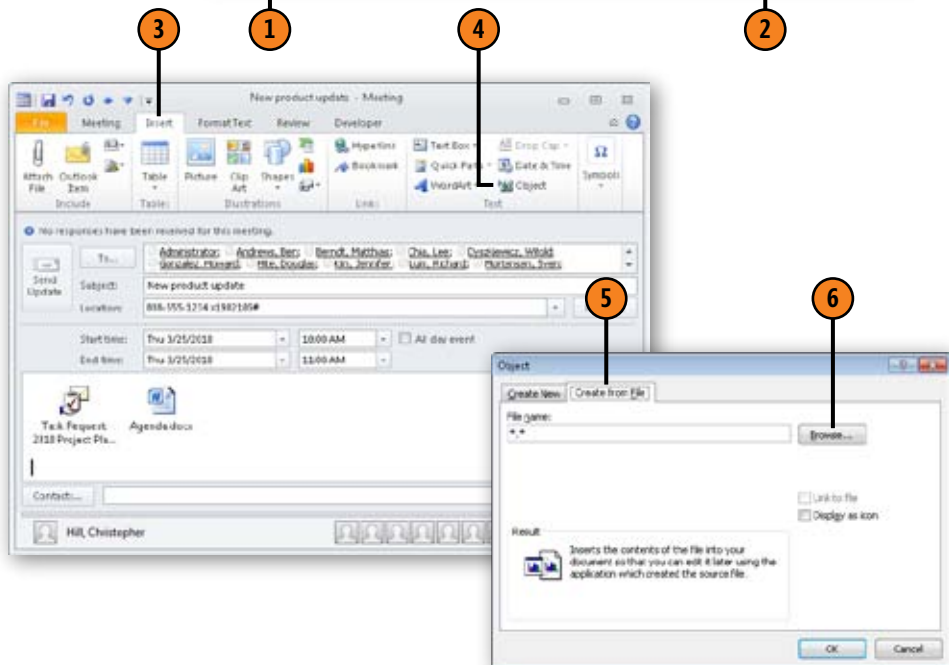 3 1 4 2
New product update - Meeting
File Meeting Insert Format Text Review Developer
Hyperlink Text Box Drop Cap
Bookmark Quick Parts Date & Time
Attach Outlook Table Picture Clip Shapes WordArt Object Symbols
File Item Art
Include Tables Illustrations Links Text
No responses have been received for this meeting.
To... Administrator; Andrews, Ben; Berndt, Matthias; Chia, Lee; Dyszkiewicz, Witold
Gonzalez, Howard; Hite, Douglas; Kim, Jennifer; Lum, Richard; Mortensen, Sven;
Send
Update
Subject: New product update
Location:
5 6
Start time: Thu 3/25/2010 10:00 AM All day event
End time: Thu 3/25/2010 11:00 AM
Object
Create New Create from File
File name:
*.* Browse...
Task Request Agenda.docx
2010 Project Pla...
Link to file
Display as icon
Contacts...
Hill, Christopher
Result
Inserts the contents of the file into your
document so that you can edit it later using the
application which created the source file.
OK Cancel